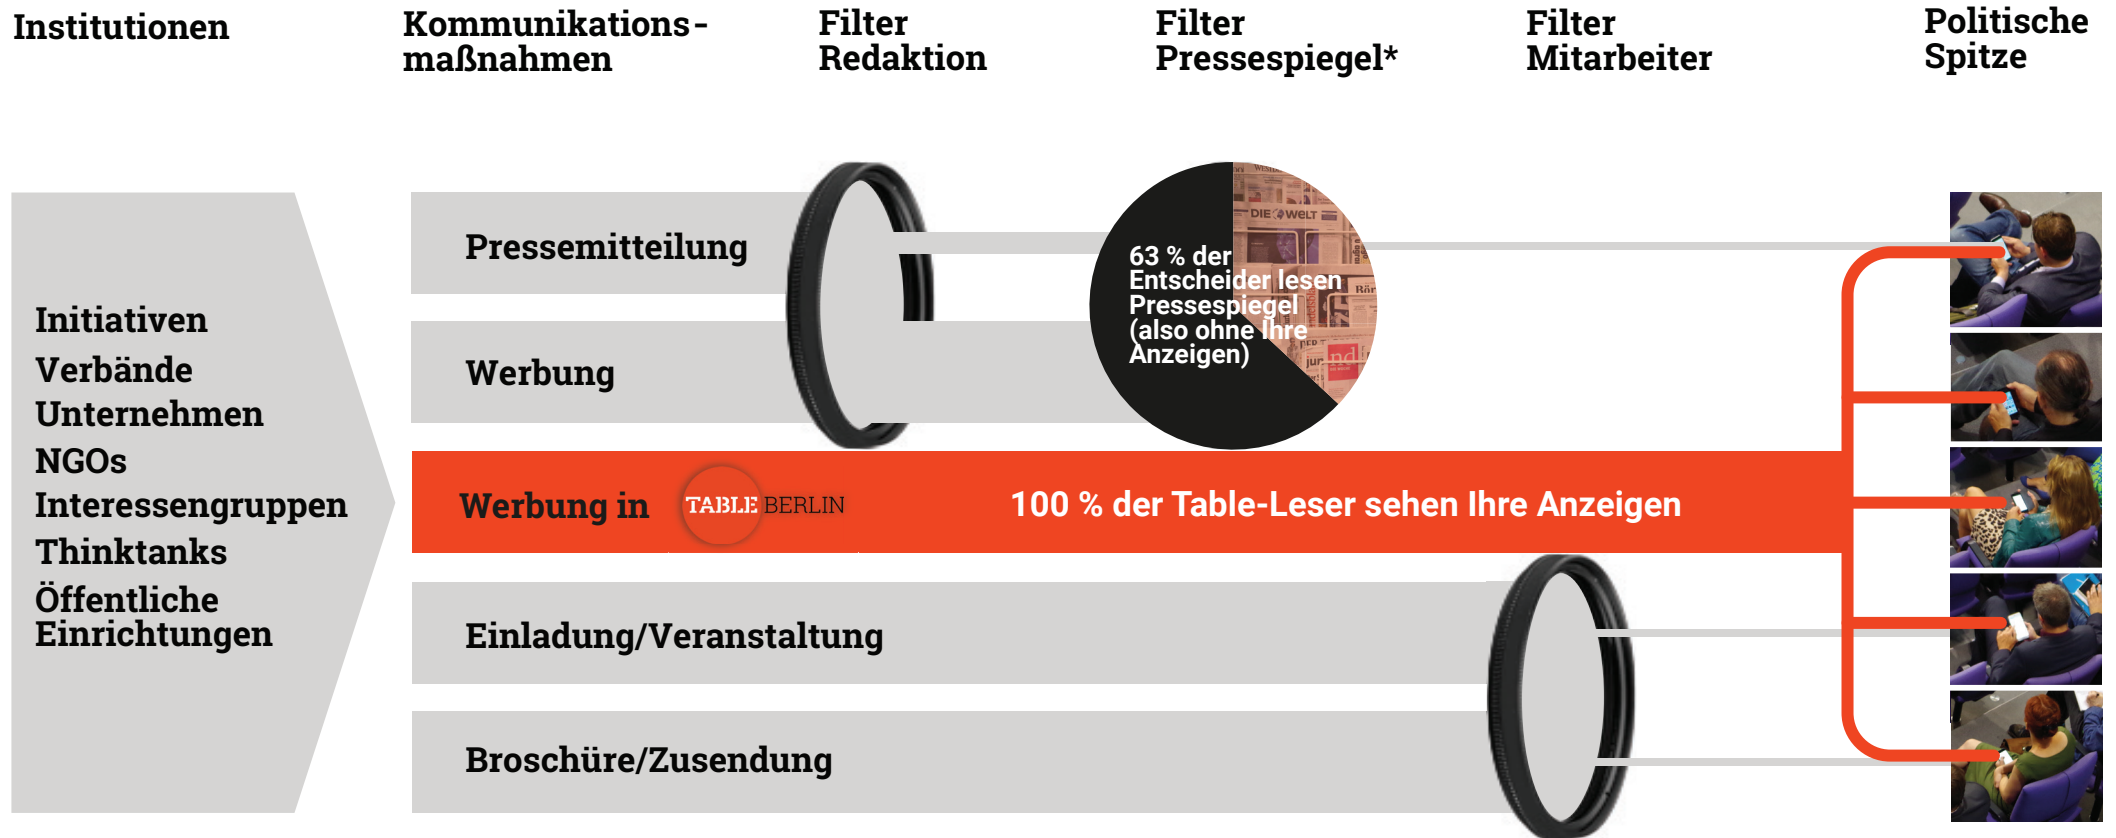 Institutionen
Kommunikations-
maßnahmen
Filter
Redaktion
Filter
Pressespiegel*
Filter
Mitarbeiter
Politische
Spitze
Initiativen
Verbände
Unternehmen
NGOs
Interessengruppen
Thinktanks
Öffentliche
Einrichtungen
Pressemitteilung
Werbung
63 % der
Entscheider lesen
Pressespiegel
(also ohne Ihre
Anzeigen)
DIE WELT
nd
Werbung in
TABLE BERLIN
100 % der Table-Leser sehen Ihre Anzeigen
Einladung/Veranstaltung
Broschüre/Zusendung